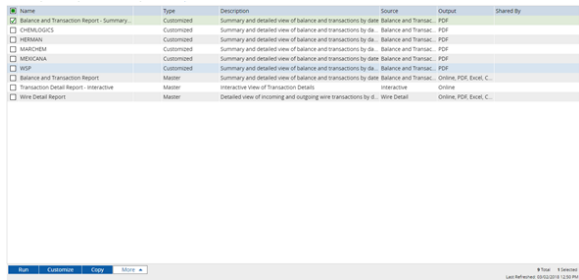 Name Type Description Source Output Shared By
Balance and Transaction Report - Summary... Customized Summary and detailed view of balance and transactions by date Balance and Transac... PDF
CHEMLOGICS Customized Summary and detailed view of balance and transactions by da... Balance and Transac... PDF
HERMAN Customized Summary and detailed view of balance and transactions by da... Balance and Transac... PDF
MARCHEM Customized Summary and detailed view of balance and transactions by da... Balance and Transac... PDF
MEXICANA Customized Summary and detailed view of balance and transactions by da... Balance and Transac... PDF
WSP Customized Summary and detailed view of balance and transactions by da... Balance and Transac... PDF
Balance and Transaction Report Master Summary and detailed view of balance and transactions by date Balance and Transac... Online, PDF, Excel, C...
Transaction Detail Report - Interactive Master Interactive View of Transaction Details Interactive Online
Wire Detail Report Master Detailed view of incoming and outgoing wire transactions by d... Wire Detail Online, PDF, Excel, C...
Run Customize Copy More 9 Total 1 Selected
Last Refreshed: 03/02/2018 12:50 PM